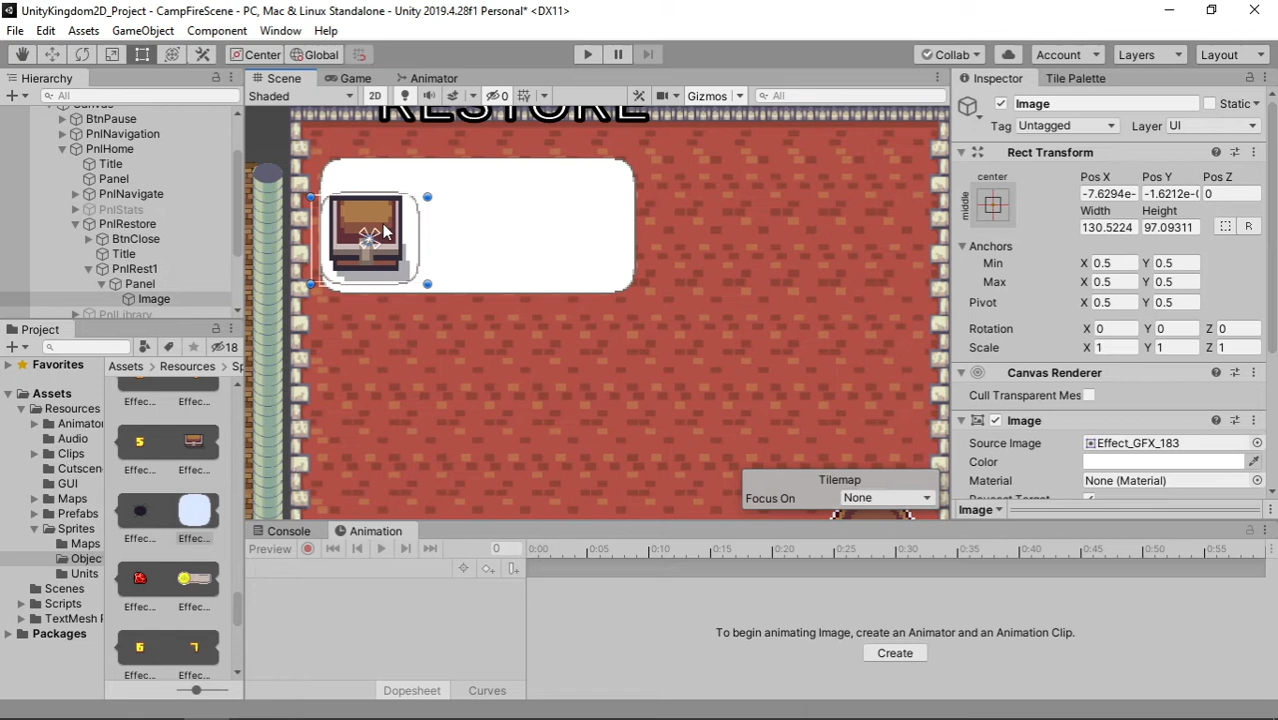 UnityKingdom2D_Project - CampFireScene - PC, Mac & Linux Standalone - Unity 2019.4.28f1 Personal* <DX11>
File Edit Assets GameObject Component Window Help
Center Global Collab Account Layers Layout
Hierarchy
All
Canvas
BtnPause
PnlNavigation
PnlHome
Title
Panel
PnlNavigate
PnlStats
PnlRestore
BtnClose
Title
PnlRest1
Panel
Image
PnlLibrary
Scene Game Animator
Shaded 2D 0 Gizmos All
RESTORE
Tilemap
Focus On None
Inspector Tile Palette
Image Static
Tag Untagged Layer UI
Rect Transform
center
middle
Pos X Pos Y Pos Z
-7.6294e- -1.6212e-( 0
Width Height
130.5224 97.09311 R
Anchors
Min X 0.5 Y 0.5
Max X 0.5 Y 0.5
Pivot X 0.5 Y 0.5
Rotation X 0 Y 0 Z 0
Scale X 1 Y 1 Z 1
Canvas Renderer
Cull Transparent Mes
Image
Source Image Effect_GFX_183
Color
Material None (Material)
Image
Project
18
Favorites
Assets
Resources
Animator
Audio
Clips
Cutscen
GUI
Maps
Prefabs
Sprites
Maps
Objec
Units
Scenes
Scripts
TextMesh P
Packages
Assets Resources Sp
Effec... Effec...
5
Effec... Effec...
Effec... Effec...
Effec... Effec...
6 7
Effec... Effec...
Console Animation
Preview 0
0:00 0:05 0:10 0:15 0:20 0:25 0:30 0:35 0:40 0:45 0:50 0:55
To begin animating Image, create an Animator and an Animation Clip.
Create
Dopesheet Curves